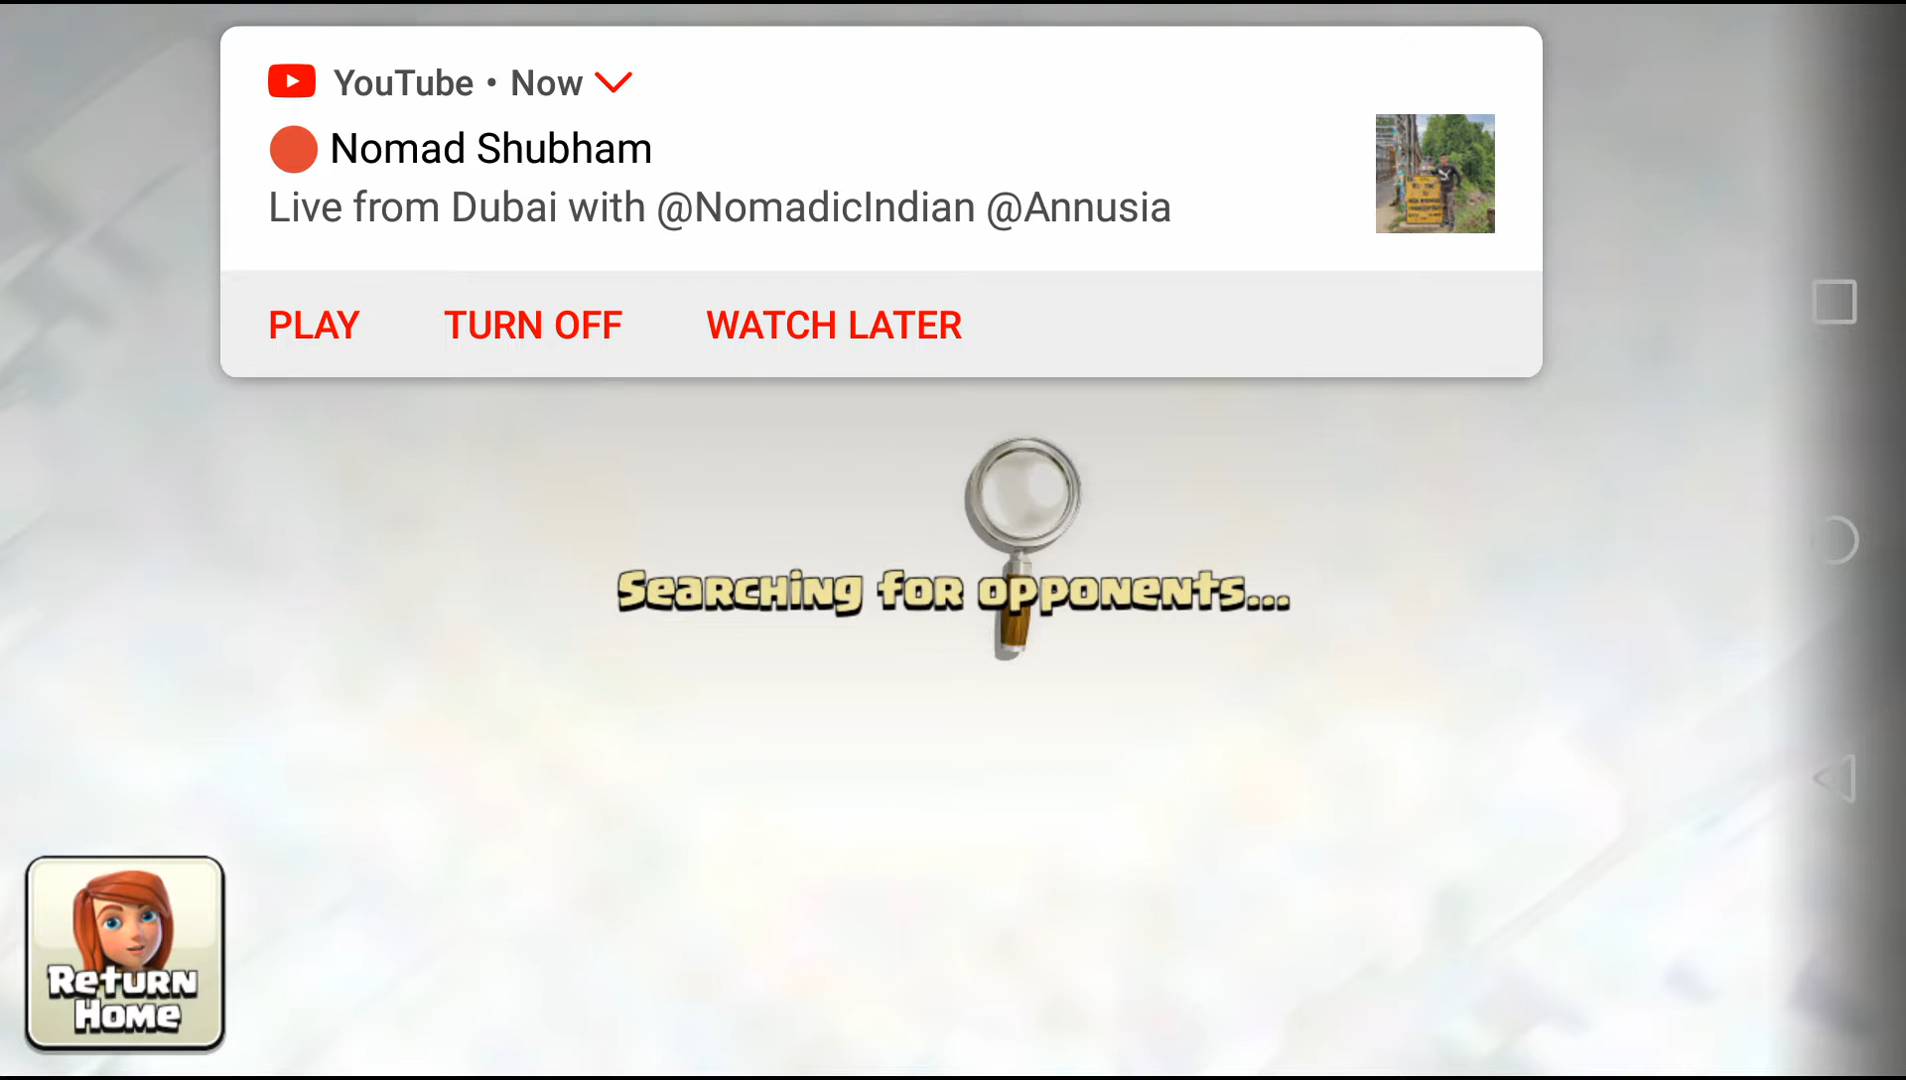 YouTube • Now
Nomad Shubham
Live from Dubai with @NomadicIndian @Annusia
PLAY TURN OFF WATCH LATER
Searching for opponents...
Return
Home